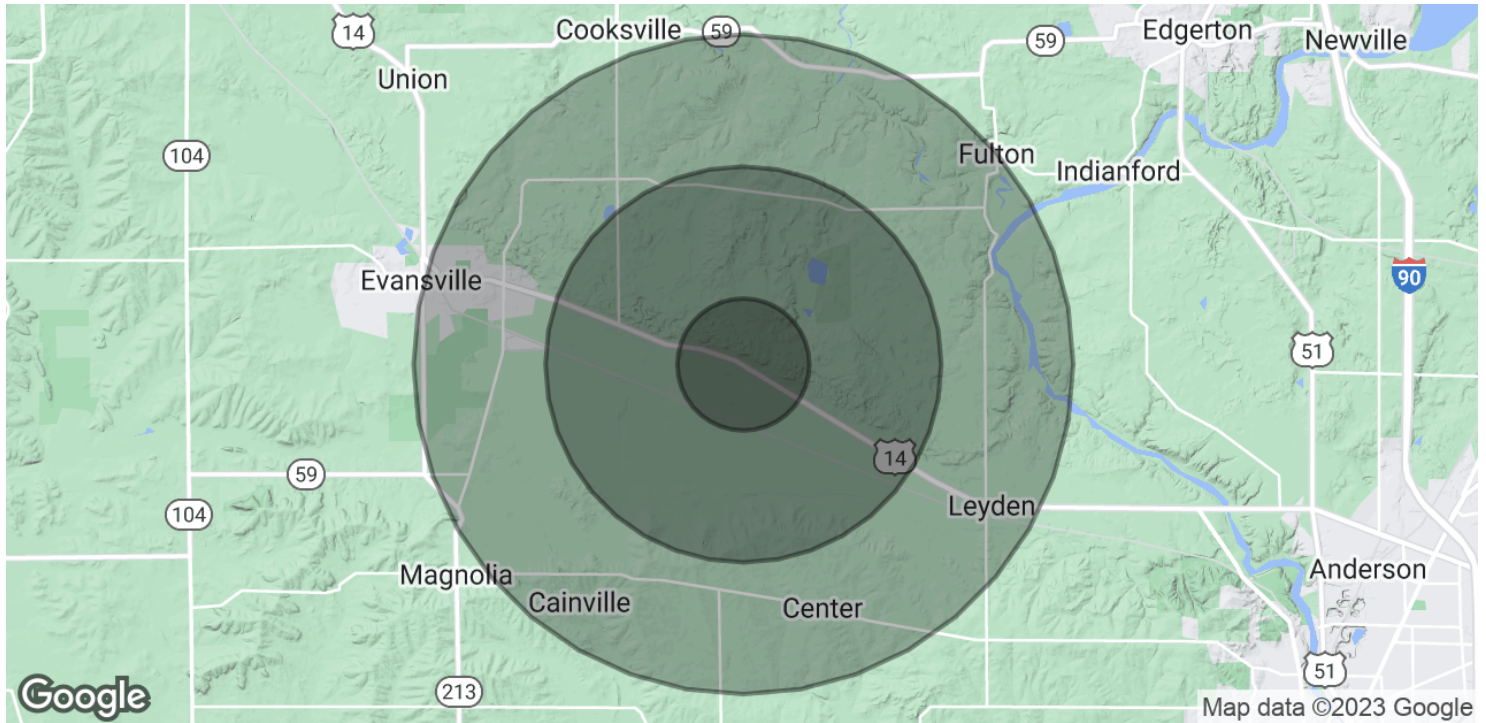 14
Cooksville
59
59
Edgerton
Newville
Union
104
Fulton
Indianford
Evansville
90
51
14
59
Leyden
104
Magnolia
Cainville
Center
Anderson
51
213
Google
Map data ©2023 Google